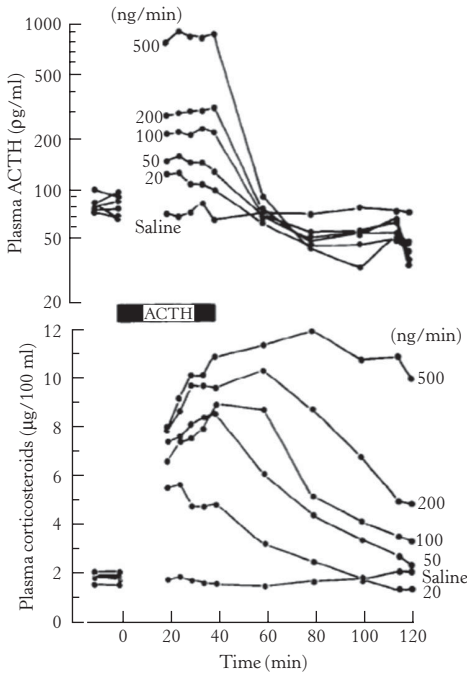 (ng/min)
1000
500
200
100
50
20
Plasma ACTH (ρg/ml)
500
200
100
50
20
Saline
ACTH
(ng/min)
12
10
8
6
4
2
0
Plasma corticosteroids (μg/100 ml)
500
200
100
50
Saline
20
0 20 40 60 80 100 120
Time (min)